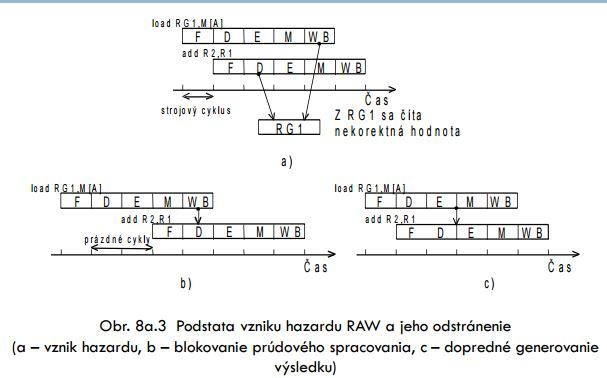 load RG1,M[A]
F D E M WB
add R2,R1
F D E M WB
Čas
strojový cyklus
RG1
Z RG1 sa číta
nekorektná hodnota
a)
load RG1,M[A]
F D E M WB
add R2,R1
F D E M WB
prázdné cykly
Čas
b)
load RG1,M[A]
F D E M WB
add R2,R1
F D E M WB
Čas
c)
Obr. 8a.3 Podstata vzniku hazardu RAW a jeho odstránenie
(a – vznik hazardu, b – blokovanie prúdového spracovania, c – dopredné generovanie
výsledku)